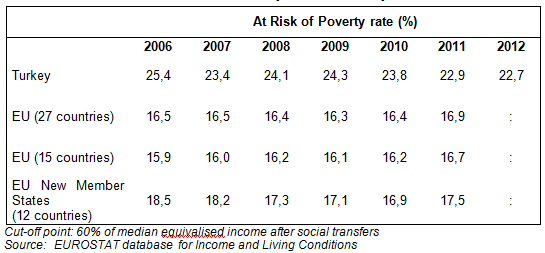 At Risk of Poverty rate (%)
2006 2007 2008 2009 2010 2011 2012
Turkey 25,4 23,4 24,1 24,3 23,8 22,9 22,7
EU (27 countries) 16,5 16,5 16,4 16,3 16,4 16,9 :
EU (15 countries) 15,9 16,0 16,2 16,1 16,2 16,7 :
EU New Member
States 18,5 18,2 17,3 17,1 16,9 17,5 :
(12 countries)
Cut-off point: 60% of median equivalised income after social transfers
Source: EUROSTAT database for Income and Living Conditions